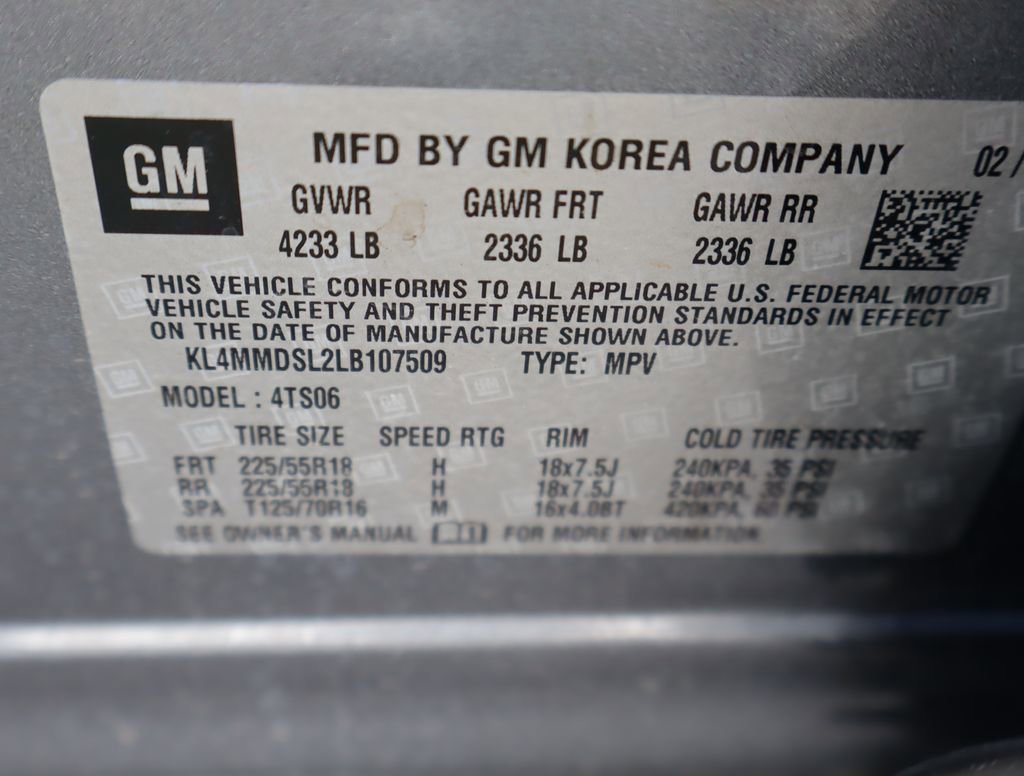 GM
MFD BY GM KOREA COMPANY 02/
GVWR GAWR FRT GAWR RR
4233 LB 2336 LB 2336 LB
THIS VEHICLE CONFORMS TO ALL APPLICABLE U.S. FEDERAL MOTOR
VEHICLE SAFETY AND THEFT PREVENTION STANDARDS IN EFFECT
ON THE DATE OF MANUFACTURE SHOWN ABOVE.
KL4MMDSL2LB107509 TYPE: MPV
MODEL : 4TS06
TIRE SIZE SPEED RTG RIM COLD TIRE PRESSURE
FRT 225/55R18 H 18x7.5J 240KPA, 35 PSI
RR 225/55R18 H 18x7.5J 240KPA, 35 PSI
SPA T125/70R16 M 16x4.0BT 420KPA, 60 PSI
SEE OWNER'S MANUAL FOR MORE INFORMATION